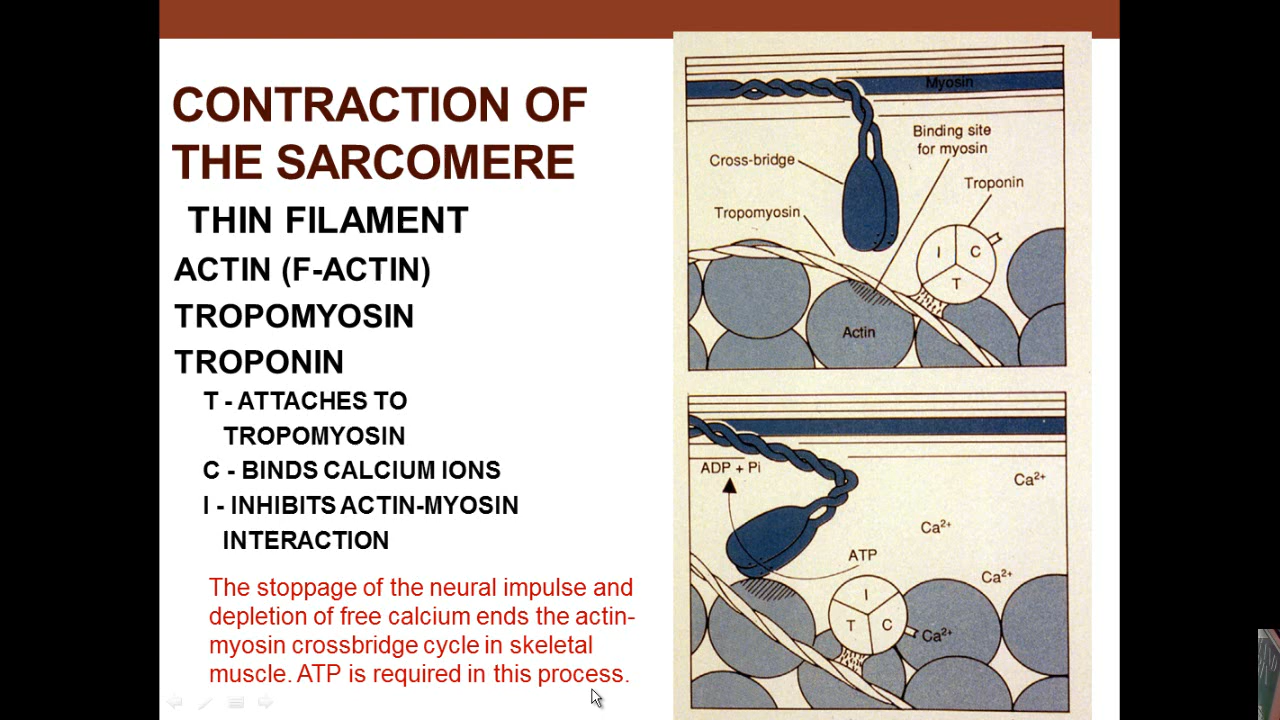 CONTRACTION OF
THE SARCOMERE
THIN FILAMENT
ACTIN (F-ACTIN)
TROPOMYOSIN
TROPONIN
T - ATTACHES TO
TROPOMYOSIN
C - BINDS CALCIUM IONS
I - INHIBITS ACTIN-MYOSIN
INTERACTION
The stoppage of the neural impulse and
depletion of free calcium ends the actin-
myosin crossbridge cycle in skeletal
muscle. ATP is required in this process.
Myosin
Binding site
for myosin
Cross-bridge
Troponin
Tropomyosin
I C
T
Actin
ADP + Pi
Ca²⁺
Ca²⁺
ATP
Ca²⁺
I
T C
Ca²⁺